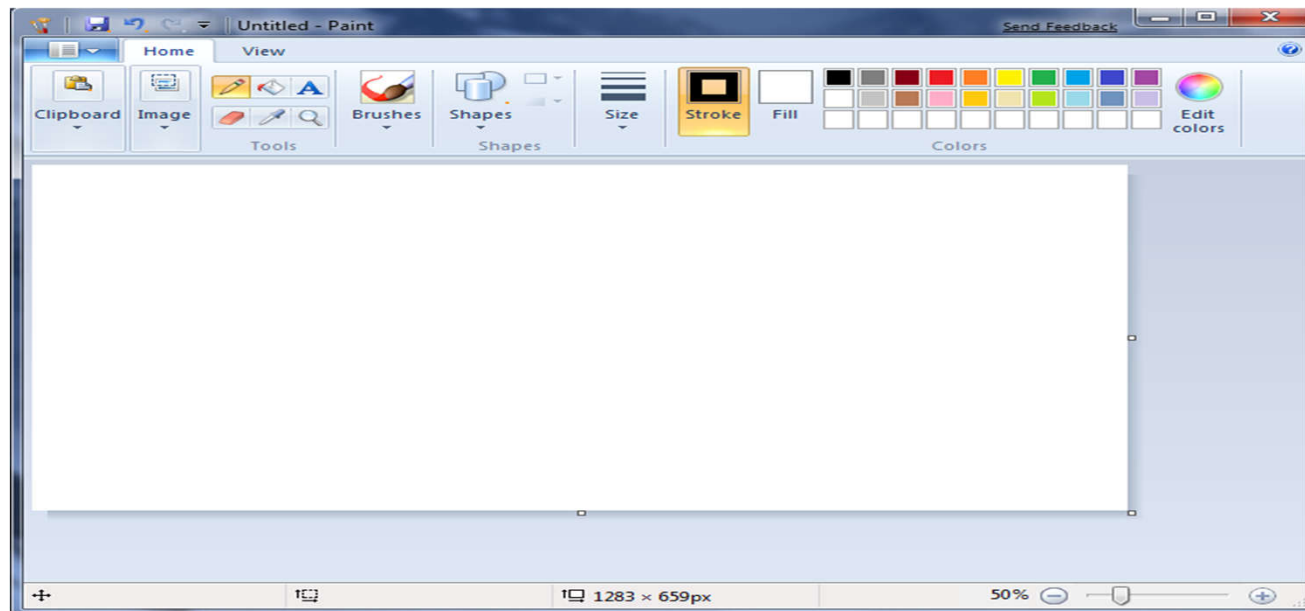 Untitled - Paint
Send Feedback
Home View
Clipboard Image Brushes Shapes Size Stroke Fill Edit colors
Tools Shapes Colors
1283 × 659px 50%